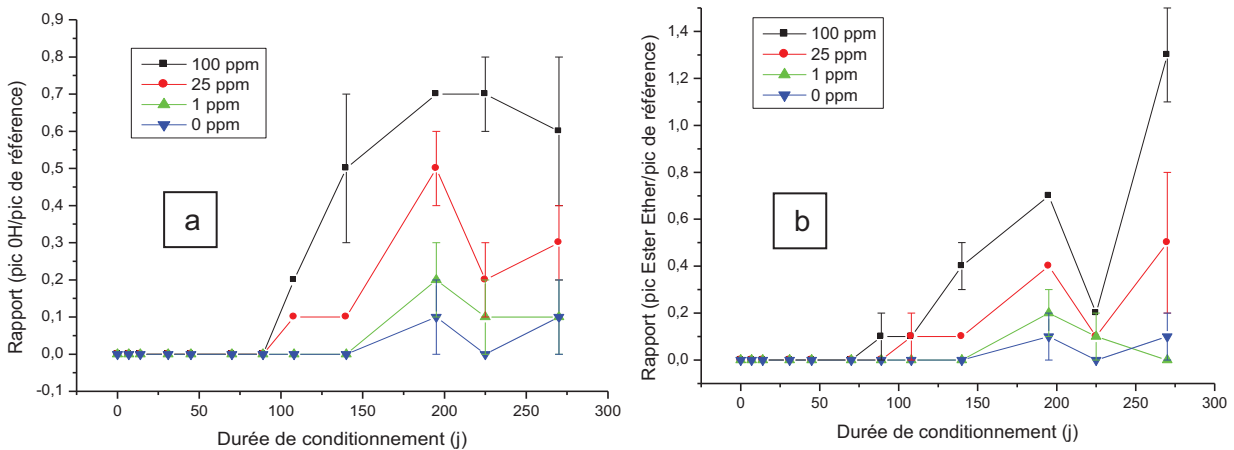 Rapport (pic 0H/pic de référence)
0,9
0,8
0,7
0,6
0,5
0,4
0,3
0,2
0,1
0,0
-0,1
100 ppm
25 ppm
1 ppm
0 ppm
a
0
50
100
150
200
250
300
Durée de conditionnement (j)
Rapport (pic Ester Ether/pic de référence)
1,4
1,2
1,0
0,8
0,6
0,4
0,2
0,0
100 ppm
25 ppm
1 ppm
0 ppm
b
0
50
100
150
200
250
300
Durée de conditionnement (j)